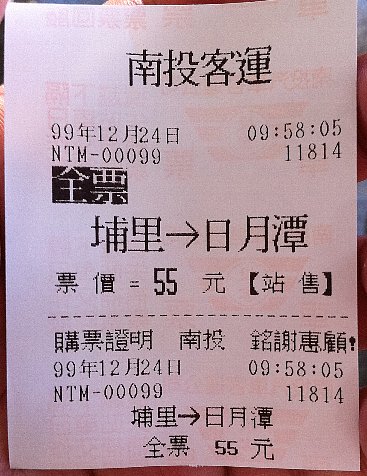 南投客運
99年12月24日 09:58:05
NTM-00099 11814
全票
埔里→日月潭
票價=55 元【站售】
購票證明 南投 銘謝惠顧!
99年12月24日 09:58:05
NTM-00099 11814
埔里→日月潭
全票 55 元